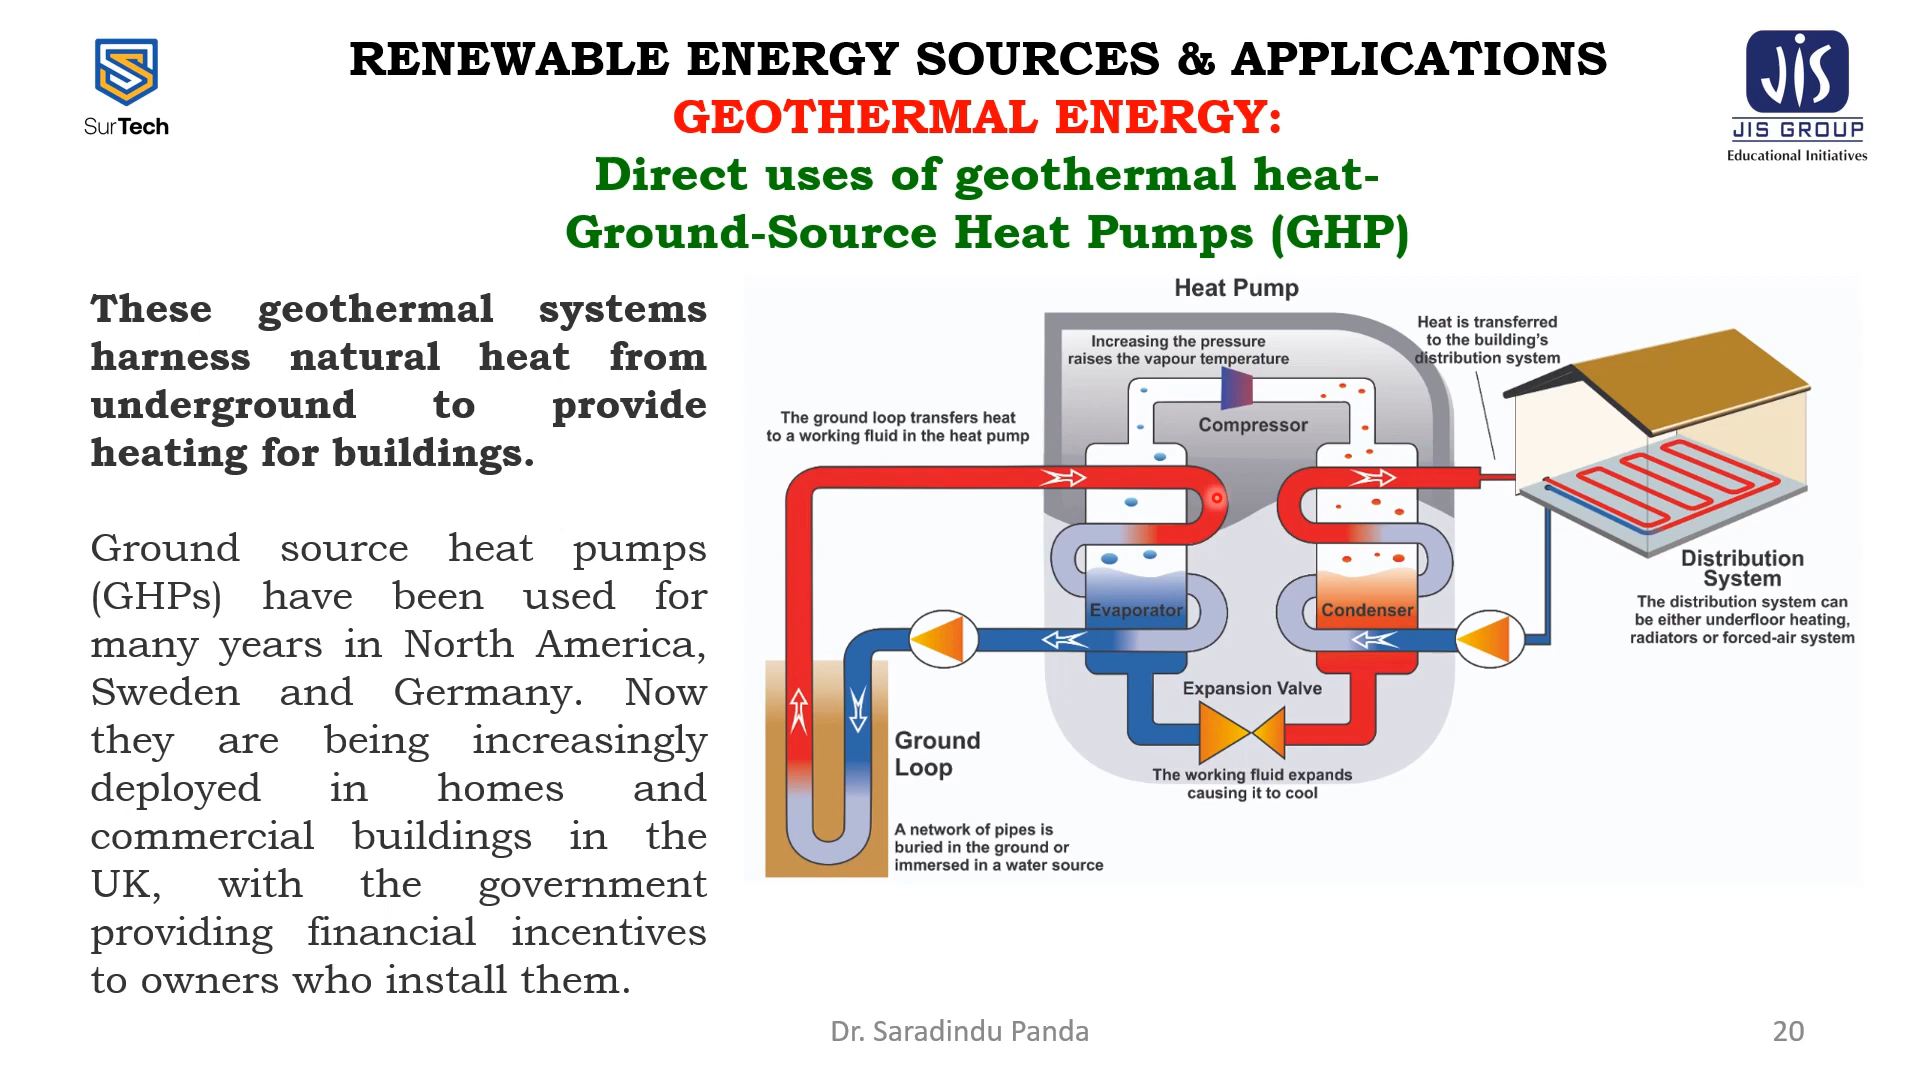 SurTech
RENEWABLE ENERGY SOURCES & APPLICATIONS
GEOTHERMAL ENERGY:
Direct uses of geothermal heat-
Ground-Source Heat Pumps (GHP)
JIS
JIS GROUP
Educational Initiatives
These geothermal systems
harness natural heat from
underground to provide
heating for buildings.
Ground source heat pumps
(GHPs) have been used for
many years in North America,
Sweden and Germany. Now
they are being increasingly
deployed in homes and
commercial buildings in the
UK, with the government
providing financial incentives
to owners who install them.
Heat Pump
Increasing the pressure
raises the vapour temperature
Heat is transferred
to the building's
distribution system
The ground loop transfers heat
to a working fluid in the heat pump
Compressor
Evaporator
Condenser
Distribution
System
The distribution system can
be either underfloor heating,
radiators or forced-air system
Expansion Valve
The working fluid expands
causing it to cool
Ground
Loop
A network of pipes is
buried in the ground or
immersed in a water source
Dr. Saradindu Panda
20